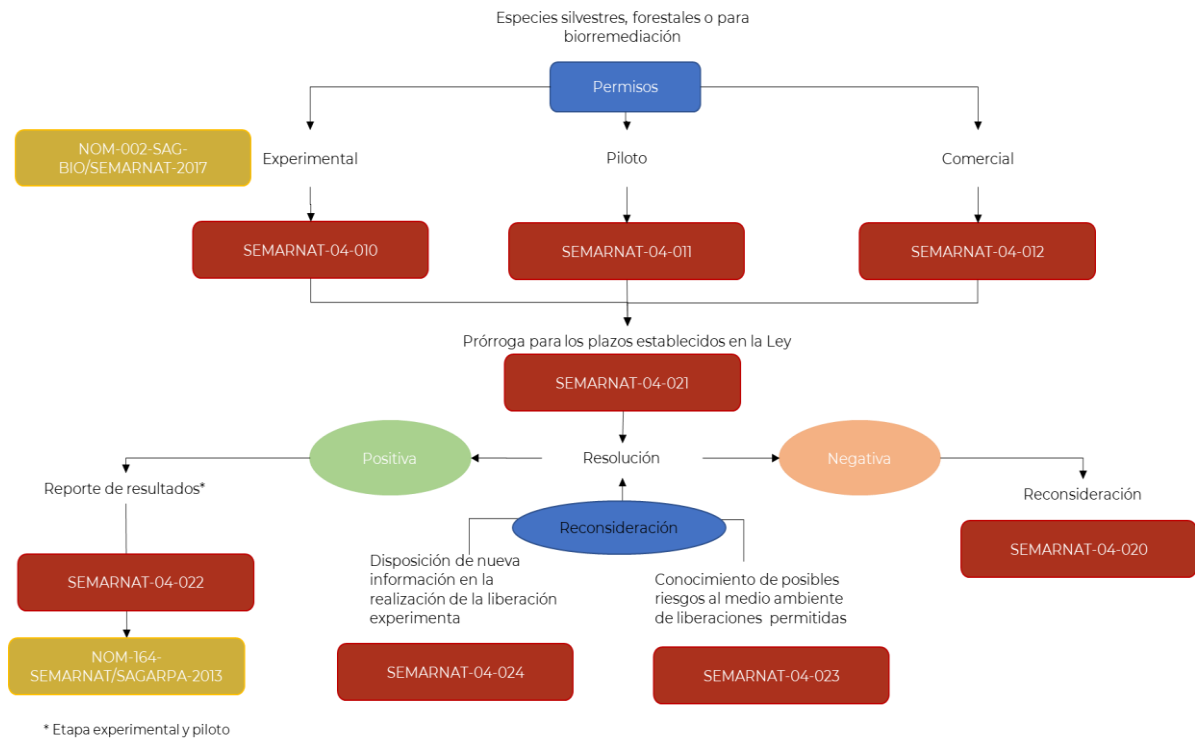 Especies silvestres, forestales o para
biorremediación
Permisos
NOM-002-SAG-
BIO/SEMARNAT-2017
Experimental
Piloto
Comercial
SEMARNAT-04-010
SEMARNAT-04-011
SEMARNAT-04-012
Prórroga para los plazos establecidos en la Ley
SEMARNAT-04-021
Positiva
Resolución
Negativa
Reporte de resultados*
Reconsideración
Reconsideración
SEMARNAT-04-022
Disposición de nueva
información en la
realización de la liberación
experimenta
Conocimiento de posibles
riesgos al medio ambiente
de liberaciones permitidas
SEMARNAT-04-020
NOM-164-
SEMARNAT/SAGARPA-2013
SEMARNAT-04-024
SEMARNAT-04-023
* Etapa experimental y piloto